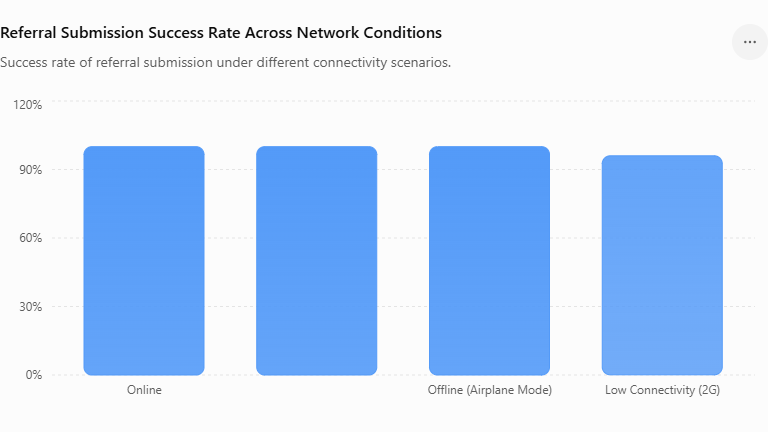 Referral Submission Success Rate Across Network Conditions
Success rate of referral submission under different connectivity scenarios.
120%
90%
60%
30%
0%
Online
Offline (Airplane Mode)
Low Connectivity (2G)